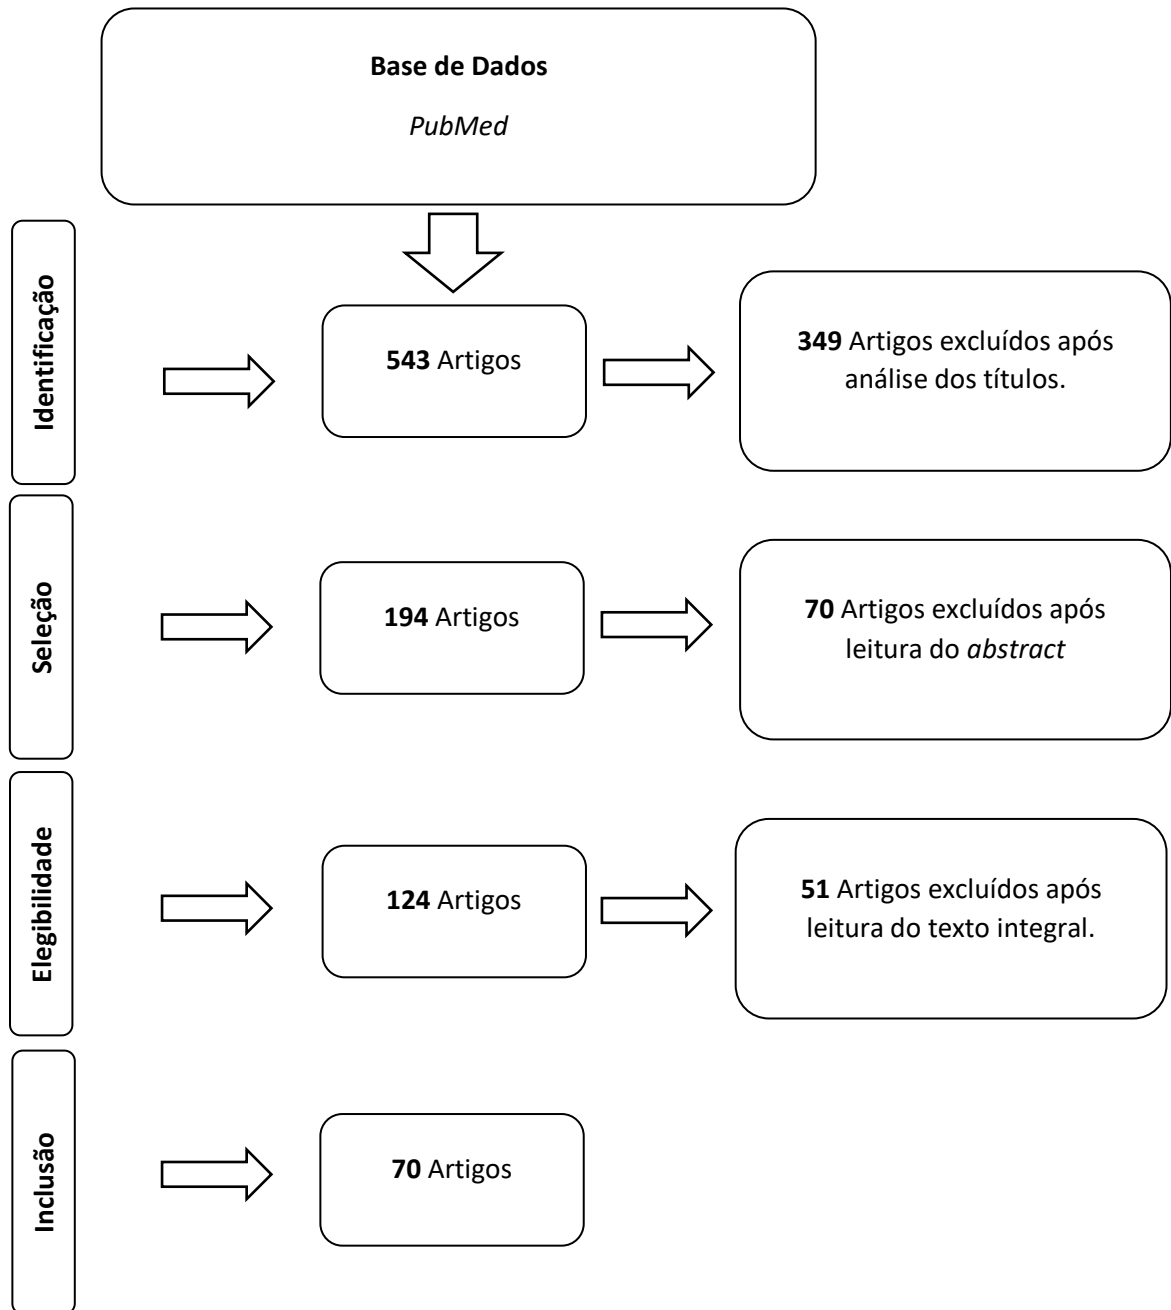 Base de Dados
PubMed
Identificação
543 Artigos
349 Artigos excluídos após
análise dos títulos.
Seleção
194 Artigos
70 Artigos excluídos após
leitura do abstract
Elegibilidade
124 Artigos
51 Artigos excluídos após
leitura do texto integral.
Inclusão
70 Artigos